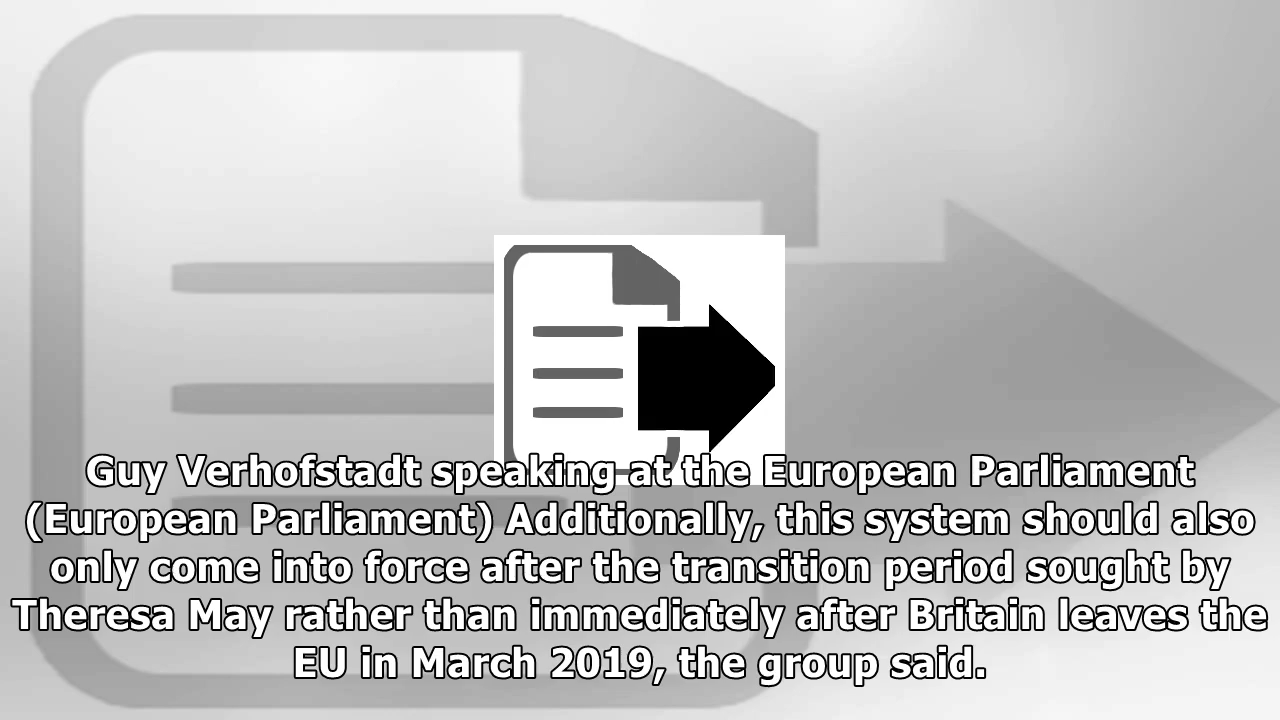 Guy Verhofstadt speaking at the European Parliament
(European Parliament) Additionally, this system should also
only come into force after the transition period sought by
Theresa May rather than immediately after Britain leaves the
EU in March 2019, the group said.